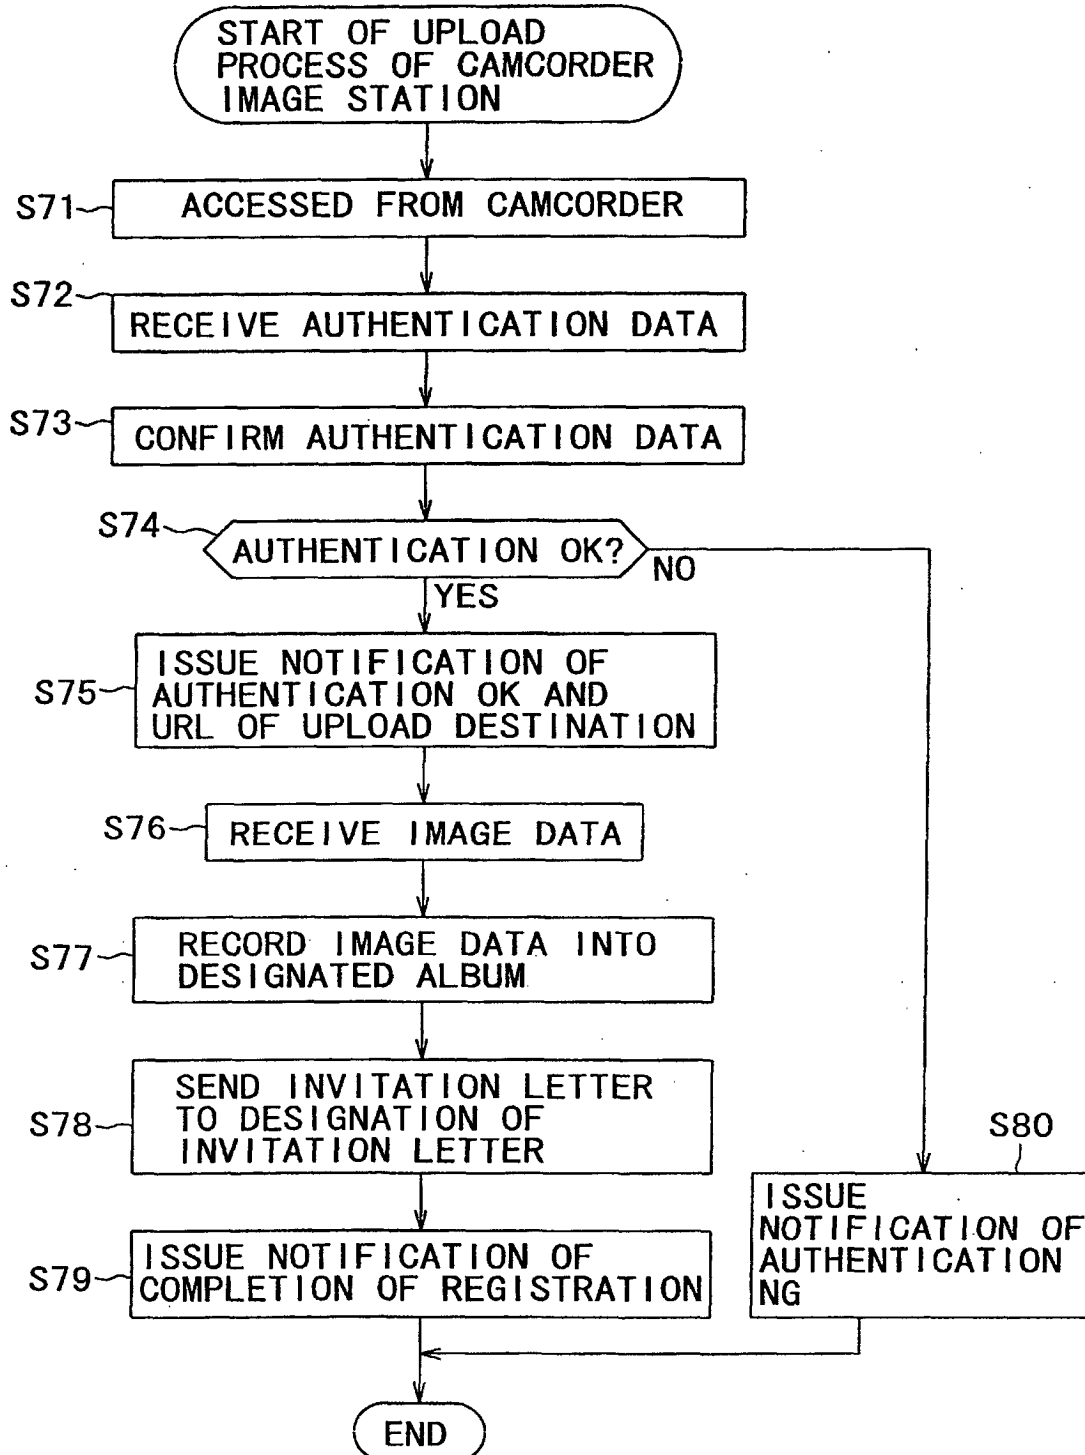 START OF UPLOAD
PROCESS OF CAMCORDER
IMAGE STATION
S71
ACCESSED FROM CAMCORDER
S72
RECEIVE AUTHENTICATION DATA
S73
CONFIRM AUTHENTICATION DATA
S74
AUTHENTICATION OK?
NO
YES
S75
ISSUE NOTIFICATION OF
AUTHENTICATION OK AND
URL OF UPLOAD DESTINATION
S76
RECEIVE IMAGE DATA
S77
RECORD IMAGE DATA INTO
DESIGNATED ALBUM
S78
SEND INVITATION LETTER
TO DESIGNATION OF
INVITATION LETTER
S79
ISSUE NOTIFICATION OF
COMPLETION OF REGISTRATION
S80
ISSUE
NOTIFICATION OF
AUTHENTICATION
NG
END